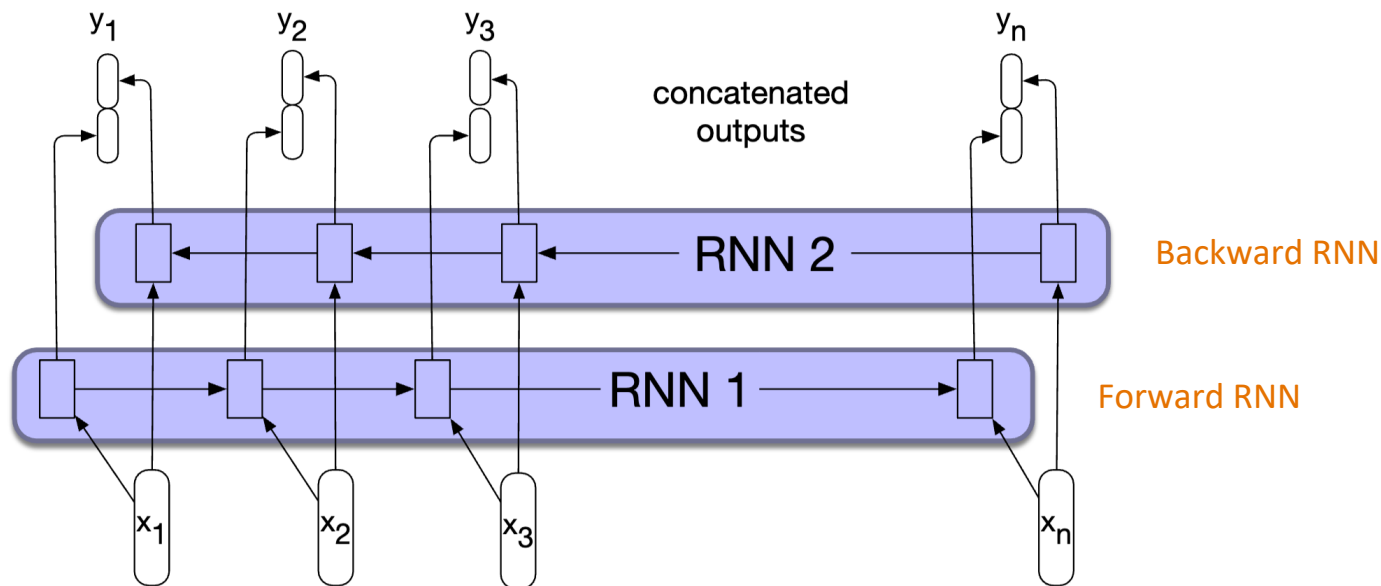 y1
y2
y3
yn
concatenated
outputs
RNN 2
Backward RNN
RNN 1
Forward RNN
x1
x2
x3
xn